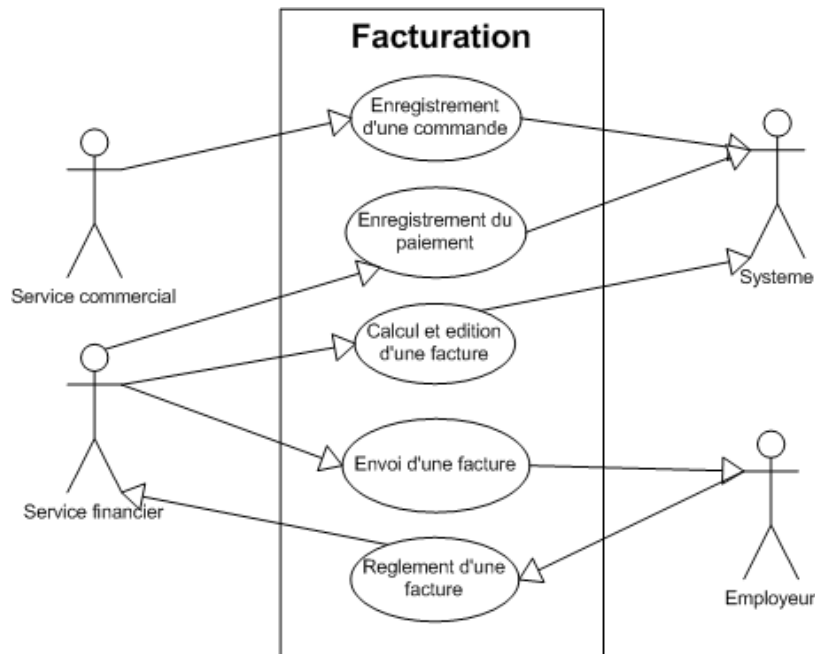 Facturation
Enregistrement
d'une commande
Enregistrement du
paiement
Service commercial
Systeme
Calcul et edition
d'une facture
Envoi d'une facture
Service financier
Reglement d'une
facture
Employeur